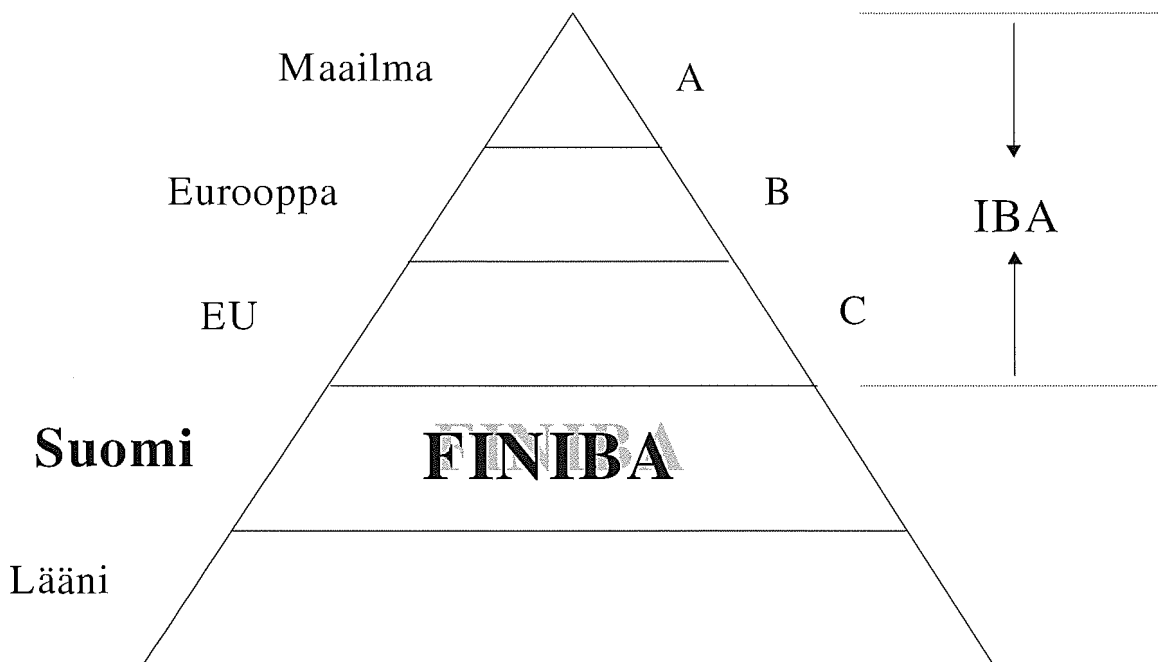 Maailma
A
Eurooppa
B
IBA
EU
C
Suomi
FINIBA
Lääni